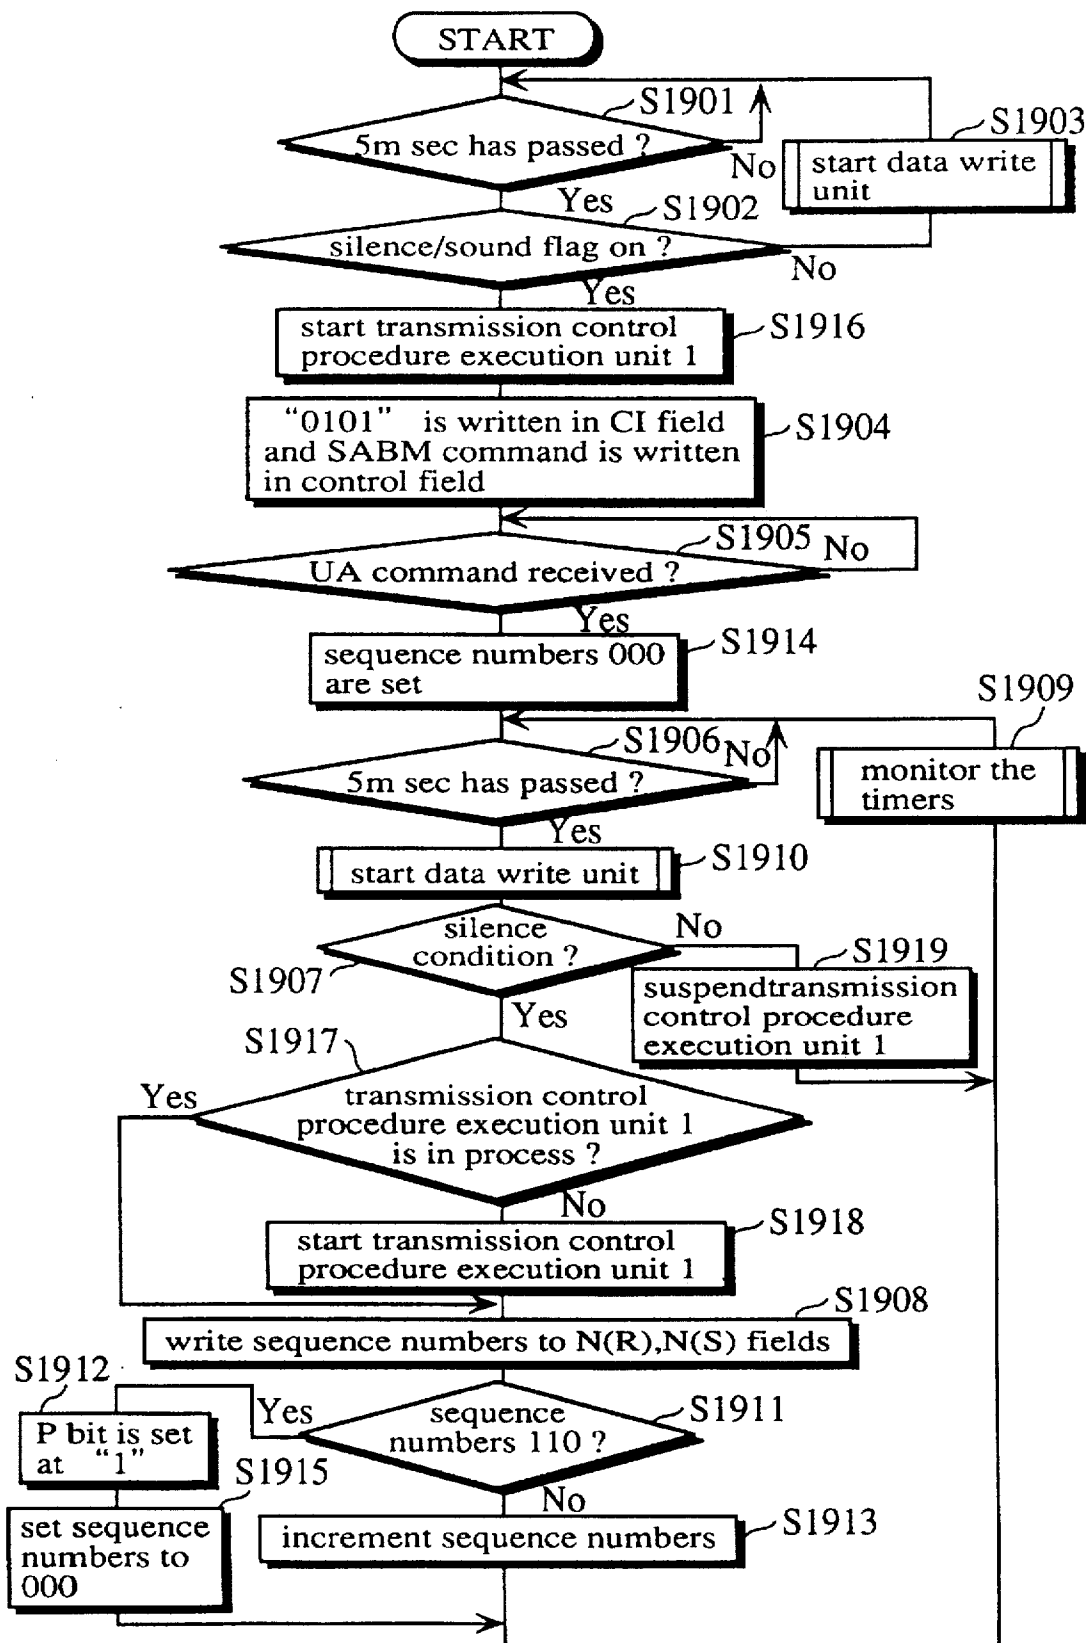 START
S1901
5m sec has passed ?
No
Yes
S1903
start data write
unit
S1902
silence/sound flag on ?
No
Yes
start transmission control
procedure execution unit 1
S1916
“0101” is written in CI field
and SABM command is written
in control field
S1904
S1905
No
UA command received ?
Yes
sequence numbers 000
are set
S1914
S1909
S1906
No
5m sec has passed ?
monitor the
timers
Yes
start data write unit
S1910
silence
condition ?
No
S1907
S1919
suspendtransmission
control procedure
execution unit 1
Yes
S1917
Yes
transmission control
procedure execution unit 1
is in process ?
No
S1918
start transmission control
procedure execution unit 1
S1908
write sequence numbers to N(R),N(S) fields
S1912
Yes
sequence
numbers 110 ?
S1911
P bit is set
at “1”
S1915
No
set sequence
numbers to
000
increment sequence numbers
S1913